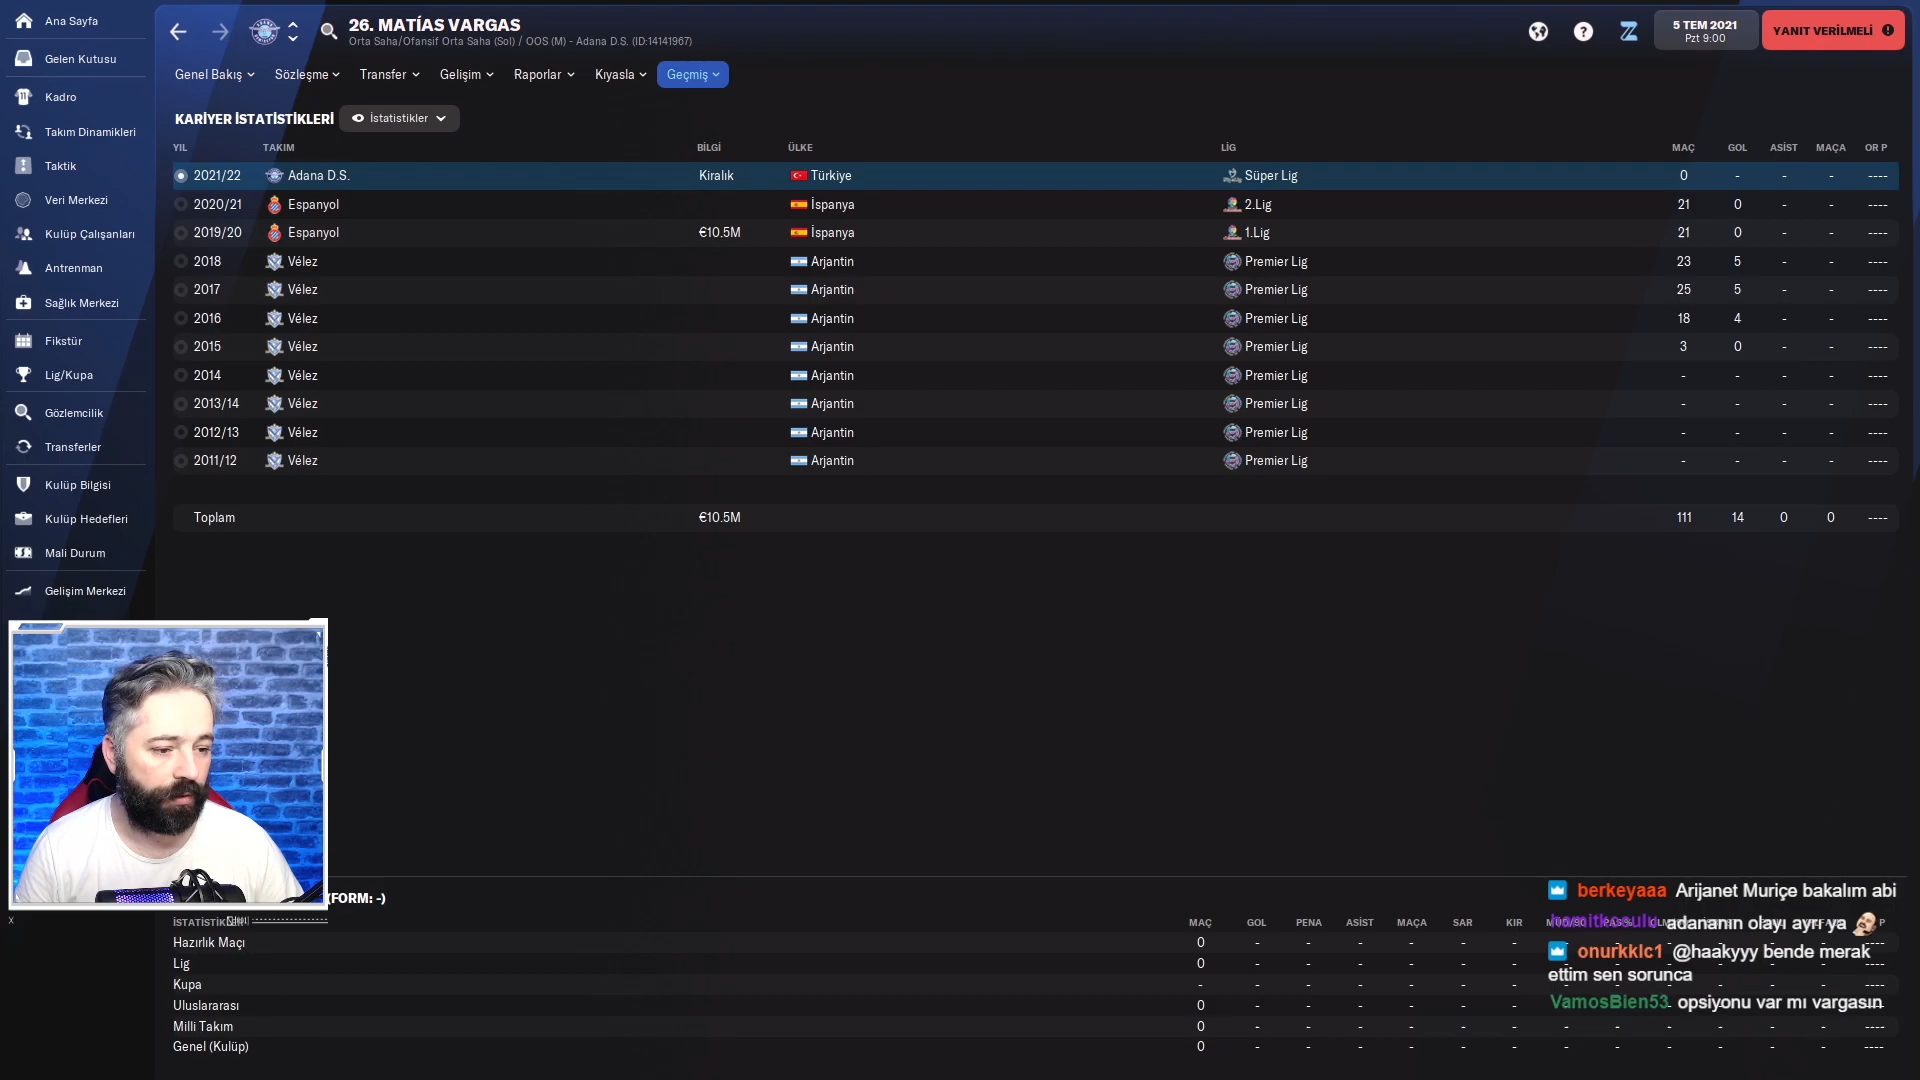 Ana Sayfa
Gelen Kutusu
Kadro
Takım Dinamikleri
Taktik
Veri Merkezi
Kulüp Çalışanları
Antrenman
Sağlık Merkezi
Fikstür
Lig/Kupa
Gözlemcilik
Transferler
Kulüp Bilgisi
Kulüp Hedefleri
Mali Durum
Gelişim Merkezi
26. MATÍAS VARGAS
Orta Saha/Ofansif Orta Saha (Sol) / OOS (M) - Adana D.S. (ID:14141967)
5 TEM 2021
Pzt 9:00
YANIT VERİLMELİ
Genel Bakış Sözleşme Transfer Gelişim Raporlar Kıyasla Geçmiş
KARİYER İSTATİSTİKLERİ İstatistikler
YIL TAKIM BİLGİ ÜLKE LİG MAÇ GOL ASİST MAÇA OR P
2021/22 Adana D.S. Kiralık Türkiye Süper Lig 0 - - - ----
2020/21 Espanyol İspanya 2.Lig 21 0 - - ----
2019/20 Espanyol €10.5M İspanya 1.Lig 21 0 - - ----
2018 Vélez Arjantin Premier Lig 23 5 - - ----
2017 Vélez Arjantin Premier Lig 25 5 - - ----
2016 Vélez Arjantin Premier Lig 18 4 - - ----
2015 Vélez Arjantin Premier Lig 3 0 - - ----
2014 Vélez Arjantin Premier Lig - - - - ----
2013/14 Vélez Arjantin Premier Lig - - - - ----
2012/13 Vélez Arjantin Premier Lig - - - - ----
2011/12 Vélez Arjantin Premier Lig - - - - ----
Toplam €10.5M 111 14 0 0 ----
(FORM: -)
MAÇ GOL PENA ASİST MAÇA SAR KIR
Hazırlık Maçı 0 - - - - - -
Lig 0 - - - - - -
Kupa - - - - - - -
Uluslararası 0 - - - - - -
Milli Takım 0 - - - - - -
Genel (Kulüp) 0 - - - - - -
berkeyaaa Arijanet Muriçe bakalım abi
hamitkosulu adananın olayı ayrı ya
onurkklc1 @haakyyy bende merak
ettim sen sorunca
VamosBien53 opsiyonu var mı vargasın